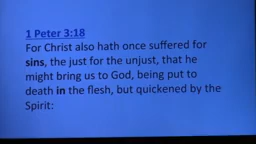 1 Peter 3:18
For Christ also hath once suffered for
sins, the just for the unjust, that he
might bring us to God, being put to
death in the flesh, but quickened by the
Spirit: